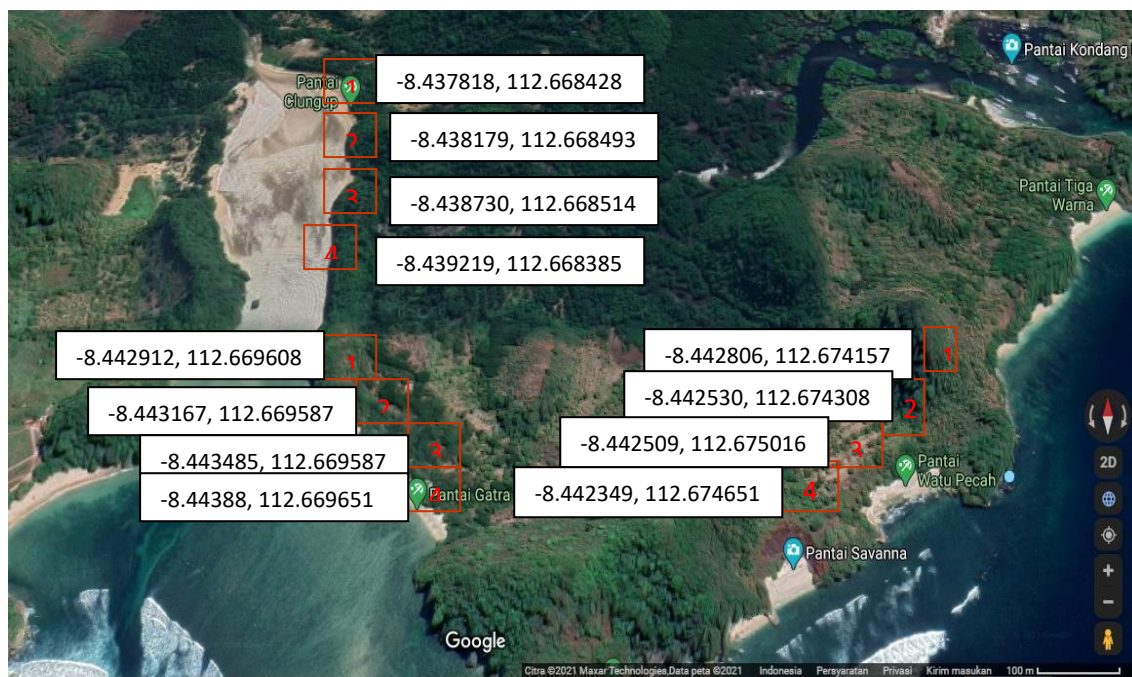 Pantai Kondang
1
Pantai
Clungup
-8.437818, 112.668428
2
-8.438179, 112.668493
3
-8.438730, 112.668514
Pantai Tiga
Warna
4
-8.439219, 112.668385
-8.442912, 112.669608
1
-8.442806, 112.674157
1
-8.443167, 112.669587
2
-8.442530, 112.674308
2
-8.443485, 112.669587
3
-8.442509, 112.675016
3
-8.44388, 112.669651
4
Pantai Gatra
-8.442349, 112.674651
4
Pantai
Watu Pecah
2D
Pantai Savanna
Google
Citra ©2021 Maxar Technologies,Data peta ©2021 Indonesia Persyaratan Privasi Kirim masukan 100 m